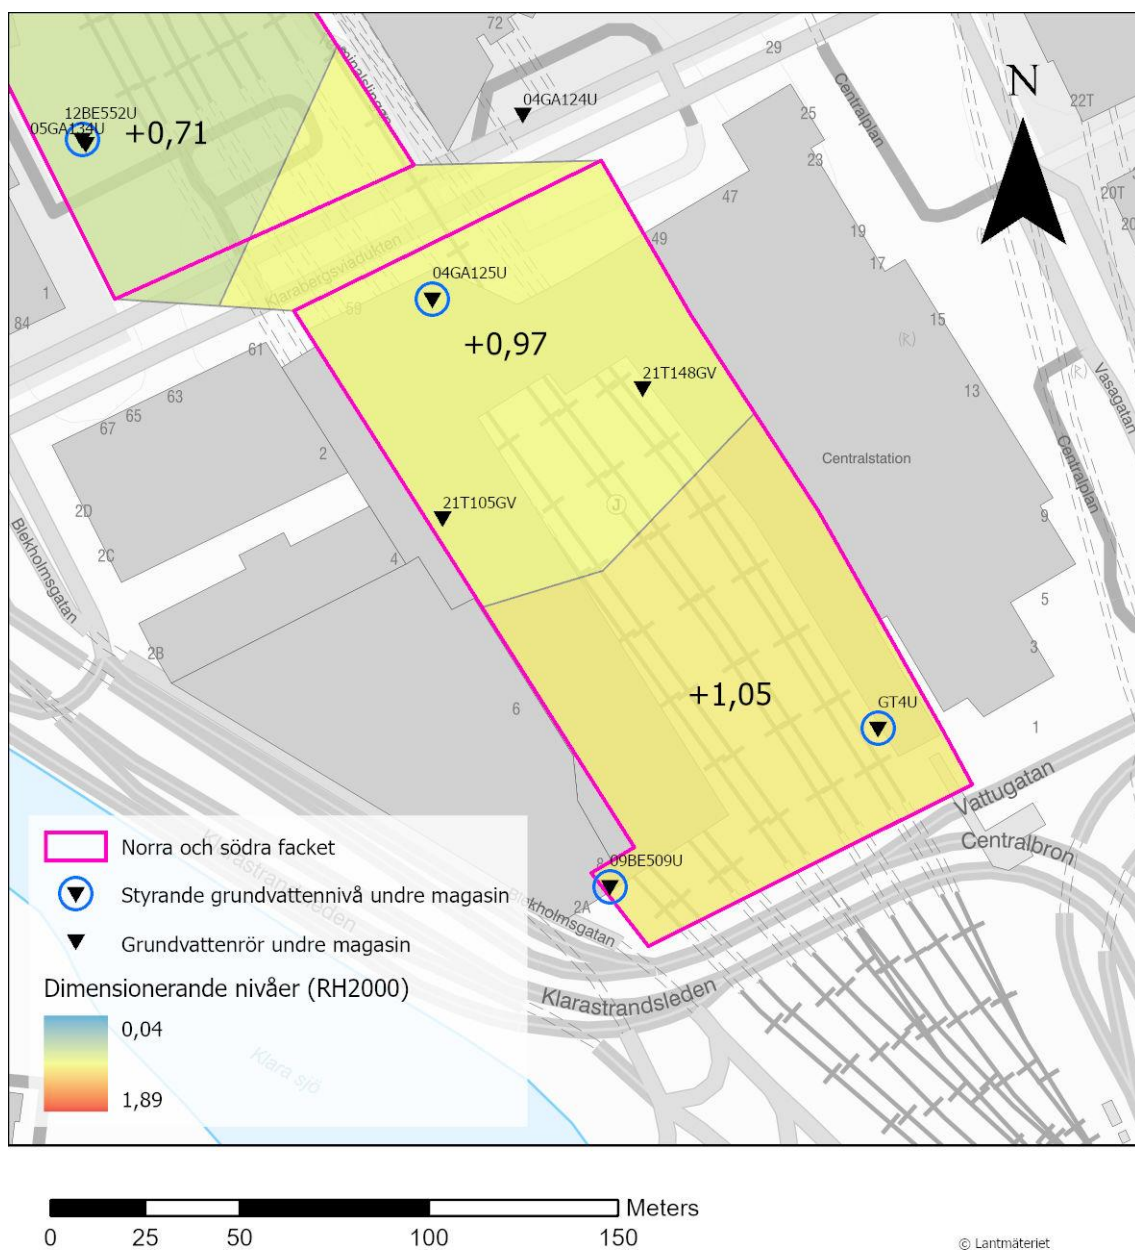 72
29
04GA124U
Centralplan
N
22T
12BE552U
05GA134U
+0,71
25
23
47
20T
49
19
17
Klarabergsviadukten
04GA125U
59
1
84
61
+0,97
15
(R)
(R)
Vasagatan
21T148GV
13
63
65
67
2
Centralstation
Centralplan
21T105GV
J
2D
9
Blekholmsgatan
2C
4
5
2B
3
+1,05
GT4U
6
1
Vattugatan
Centralbron
Norra och södra facket
8
09BE509U
Styrande grundvattennivå undre magasin
2A
Blekholmsgatan
Klarastrandsleden
Grundvattenrör undre magasin
Dimensionerande nivåer (RH2000)
Klarastrandsleden
0,04
Klara sjö
1,89
Meters
0 25 50 100 150
© Lantmäteriet